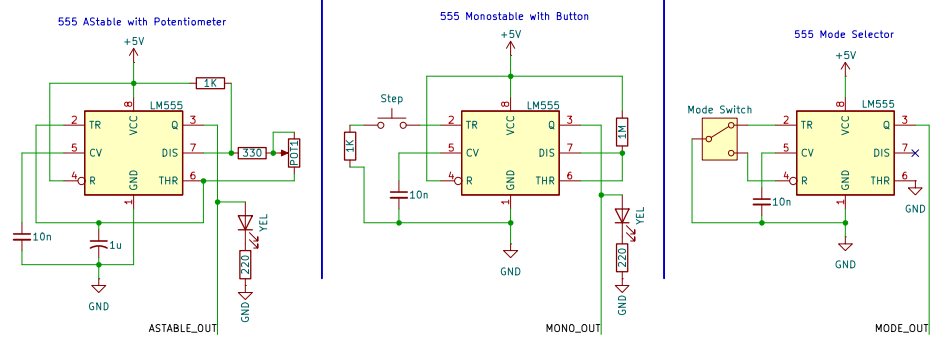 555 AStable with Potentiometer
+5V
1K
LM555
8
VCC
2 TR
Q 3
5 CV
DIS 7
330
POT1
4 R
GND
THR 6
1
10n
1u
YEL
220
GND
GND
ASTABLE_OUT
555 Monostable with Button
+5V
Step
LM555
8
VCC
2 TR
Q 3
1K
1M
5 CV
DIS 7
4 R
GND
THR 6
1
10n
YEL
220
GND
GND
MONO_OUT
555 Mode Selector
+5V
Mode Switch
LM555
8
VCC
2 TR
Q 3
5 CV
DIS 7
4 R
GND
THR 6
1
10n
GND
GND
MODE_OUT